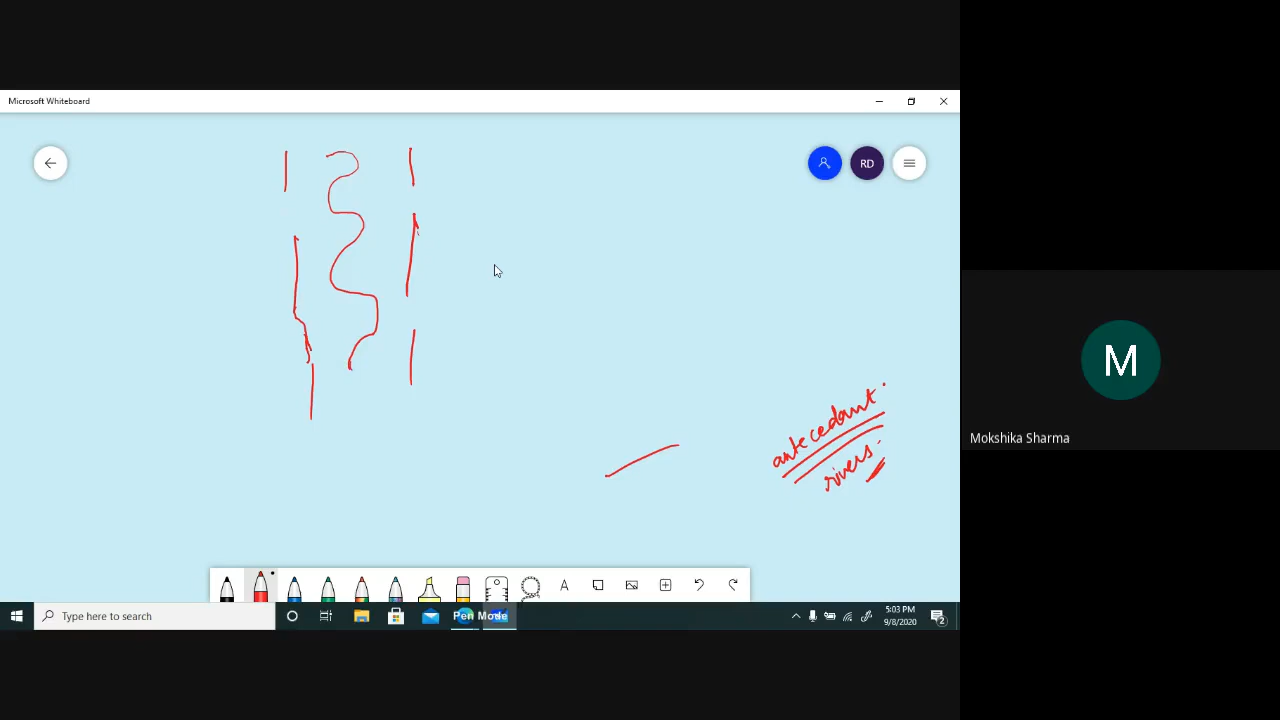 Microsoft Whiteboard
RD
antecedant
rivers
M
Mokshika Sharma
A
Type here to search
Pen Mode
5:03 PM
9/8/2020
2